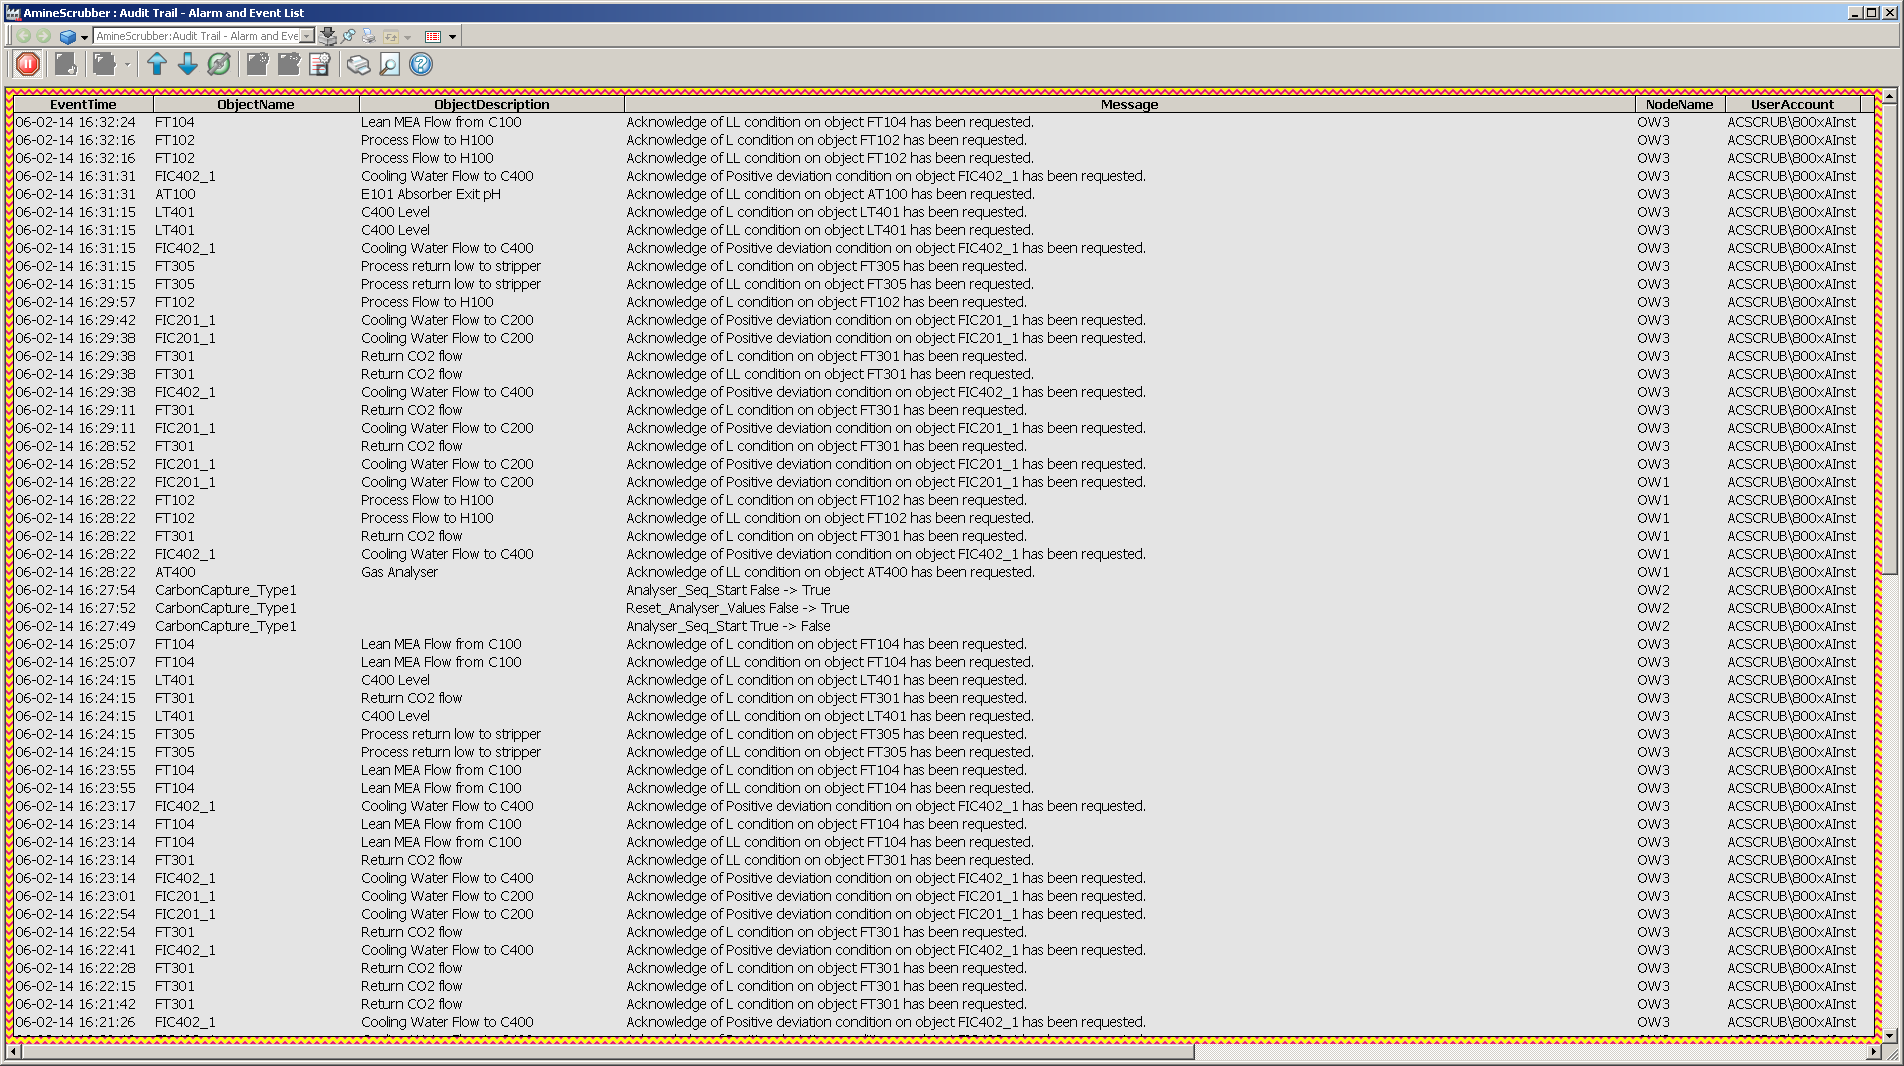 AmineScrubber : Audit Trail - Alarm and Event List
AmineScrubber:Audit Trail - Alarm and Eve
EventTime ObjectName ObjectDescription Message NodeName UserAccount
06-02-14 16:32:24 FT104 Lean MEA Flow from C100 Acknowledge of LL condition on object FT104 has been requested. OW3 ACSCRUB\800xAInst
06-02-14 16:32:16 FT102 Process Flow to H100 Acknowledge of L condition on object FT102 has been requested. OW3 ACSCRUB\800xAInst
06-02-14 16:32:16 FT102 Process Flow to H100 Acknowledge of LL condition on object FT102 has been requested. OW3 ACSCRUB\800xAInst
06-02-14 16:31:31 FIC402_1 Cooling Water Flow to C400 Acknowledge of Positive deviation condition on object FIC402_1 has been requested. OW3 ACSCRUB\800xAInst
06-02-14 16:31:31 AT100 E101 Absorber Exit pH Acknowledge of LL condition on object AT100 has been requested. OW3 ACSCRUB\800xAInst
06-02-14 16:31:15 LT401 C400 Level Acknowledge of L condition on object LT401 has been requested. OW3 ACSCRUB\800xAInst
06-02-14 16:31:15 LT401 C400 Level Acknowledge of LL condition on object LT401 has been requested. OW3 ACSCRUB\800xAInst
06-02-14 16:31:15 FIC402_1 Cooling Water Flow to C400 Acknowledge of Positive deviation condition on object FIC402_1 has been requested. OW3 ACSCRUB\800xAInst
06-02-14 16:31:15 FT305 Process return low to stripper Acknowledge of L condition on object FT305 has been requested. OW3 ACSCRUB\800xAInst
06-02-14 16:31:15 FT305 Process return low to stripper Acknowledge of LL condition on object FT305 has been requested. OW3 ACSCRUB\800xAInst
06-02-14 16:29:57 FT102 Process Flow to H100 Acknowledge of L condition on object FT102 has been requested. OW3 ACSCRUB\800xAInst
06-02-14 16:29:42 FIC201_1 Cooling Water Flow to C200 Acknowledge of Positive deviation condition on object FIC201_1 has been requested. OW3 ACSCRUB\800xAInst
06-02-14 16:29:38 FIC201_1 Cooling Water Flow to C200 Acknowledge of Positive deviation condition on object FIC201_1 has been requested. OW3 ACSCRUB\800xAInst
06-02-14 16:29:38 FT301 Return CO2 flow Acknowledge of L condition on object FT301 has been requested. OW3 ACSCRUB\800xAInst
06-02-14 16:29:38 FT301 Return CO2 flow Acknowledge of LL condition on object FT301 has been requested. OW3 ACSCRUB\800xAInst
06-02-14 16:29:38 FIC402_1 Cooling Water Flow to C400 Acknowledge of Positive deviation condition on object FIC402_1 has been requested. OW3 ACSCRUB\800xAInst
06-02-14 16:29:11 FT301 Return CO2 flow Acknowledge of L condition on object FT301 has been requested. OW3 ACSCRUB\800xAInst
06-02-14 16:29:11 FIC201_1 Cooling Water Flow to C200 Acknowledge of Positive deviation condition on object FIC201_1 has been requested. OW3 ACSCRUB\800xAInst
06-02-14 16:28:52 FT301 Return CO2 flow Acknowledge of L condition on object FT301 has been requested. OW3 ACSCRUB\800xAInst
06-02-14 16:28:52 FIC201_1 Cooling Water Flow to C200 Acknowledge of Positive deviation condition on object FIC201_1 has been requested. OW3 ACSCRUB\800xAInst
06-02-14 16:28:22 FIC201_1 Cooling Water Flow to C200 Acknowledge of Positive deviation condition on object FIC201_1 has been requested. OW1 ACSCRUB\800xAInst
06-02-14 16:28:22 FT102 Process Flow to H100 Acknowledge of L condition on object FT102 has been requested. OW1 ACSCRUB\800xAInst
06-02-14 16:28:22 FT102 Process Flow to H100 Acknowledge of LL condition on object FT102 has been requested. OW1 ACSCRUB\800xAInst
06-02-14 16:28:22 FT301 Return CO2 flow Acknowledge of L condition on object FT301 has been requested. OW1 ACSCRUB\800xAInst
06-02-14 16:28:22 FIC402_1 Cooling Water Flow to C400 Acknowledge of Positive deviation condition on object FIC402_1 has been requested. OW1 ACSCRUB\800xAInst
06-02-14 16:28:22 AT400 Gas Analyser Acknowledge of LL condition on object AT400 has been requested. OW1 ACSCRUB\800xAInst
06-02-14 16:27:54 CarbonCapture_Type1 Analyser_Seq_Start False -> True OW2 ACSCRUB\800xAInst
06-02-14 16:27:52 CarbonCapture_Type1 Reset_Analyser_Values False -> True OW2 ACSCRUB\800xAInst
06-02-14 16:27:49 CarbonCapture_Type1 Analyser_Seq_Start True -> False OW2 ACSCRUB\800xAInst
06-02-14 16:25:07 FT104 Lean MEA Flow from C100 Acknowledge of L condition on object FT104 has been requested. OW3 ACSCRUB\800xAInst
06-02-14 16:25:07 FT104 Lean MEA Flow from C100 Acknowledge of LL condition on object FT104 has been requested. OW3 ACSCRUB\800xAInst
06-02-14 16:24:15 LT401 C400 Level Acknowledge of L condition on object LT401 has been requested. OW3 ACSCRUB\800xAInst
06-02-14 16:24:15 FT301 Return CO2 flow Acknowledge of L condition on object FT301 has been requested. OW3 ACSCRUB\800xAInst
06-02-14 16:24:15 LT401 C400 Level Acknowledge of LL condition on object LT401 has been requested. OW3 ACSCRUB\800xAInst
06-02-14 16:24:15 FT305 Process return low to stripper Acknowledge of L condition on object FT305 has been requested. OW3 ACSCRUB\800xAInst
06-02-14 16:24:15 FT305 Process return low to stripper Acknowledge of LL condition on object FT305 has been requested. OW3 ACSCRUB\800xAInst
06-02-14 16:23:55 FT104 Lean MEA Flow from C100 Acknowledge of L condition on object FT104 has been requested. OW3 ACSCRUB\800xAInst
06-02-14 16:23:55 FT104 Lean MEA Flow from C100 Acknowledge of LL condition on object FT104 has been requested. OW3 ACSCRUB\800xAInst
06-02-14 16:23:17 FIC402_1 Cooling Water Flow to C400 Acknowledge of Positive deviation condition on object FIC402_1 has been requested. OW3 ACSCRUB\800xAInst
06-02-14 16:23:14 FT104 Lean MEA Flow from C100 Acknowledge of L condition on object FT104 has been requested. OW3 ACSCRUB\800xAInst
06-02-14 16:23:14 FT104 Lean MEA Flow from C100 Acknowledge of LL condition on object FT104 has been requested. OW3 ACSCRUB\800xAInst
06-02-14 16:23:14 FT301 Return CO2 flow Acknowledge of LL condition on object FT301 has been requested. OW3 ACSCRUB\800xAInst
06-02-14 16:23:14 FIC402_1 Cooling Water Flow to C400 Acknowledge of Positive deviation condition on object FIC402_1 has been requested. OW3 ACSCRUB\800xAInst
06-02-14 16:23:01 FIC201_1 Cooling Water Flow to C200 Acknowledge of Positive deviation condition on object FIC201_1 has been requested. OW3 ACSCRUB\800xAInst
06-02-14 16:22:54 FIC201_1 Cooling Water Flow to C200 Acknowledge of Positive deviation condition on object FIC201_1 has been requested. OW3 ACSCRUB\800xAInst
06-02-14 16:22:54 FT301 Return CO2 flow Acknowledge of L condition on object FT301 has been requested. OW3 ACSCRUB\800xAInst
06-02-14 16:22:41 FIC402_1 Cooling Water Flow to C400 Acknowledge of Positive deviation condition on object FIC402_1 has been requested. OW3 ACSCRUB\800xAInst
06-02-14 16:22:28 FT301 Return CO2 flow Acknowledge of L condition on object FT301 has been requested. OW3 ACSCRUB\800xAInst
06-02-14 16:22:15 FT301 Return CO2 flow Acknowledge of L condition on object FT301 has been requested. OW3 ACSCRUB\800xAInst
06-02-14 16:21:42 FT301 Return CO2 flow Acknowledge of L condition on object FT301 has been requested. OW3 ACSCRUB\800xAInst
06-02-14 16:21:26 FIC402_1 Cooling Water Flow to C400 Acknowledge of Positive deviation condition on object FIC402_1 has been requested. OW3 ACSCRUB\800xAInst